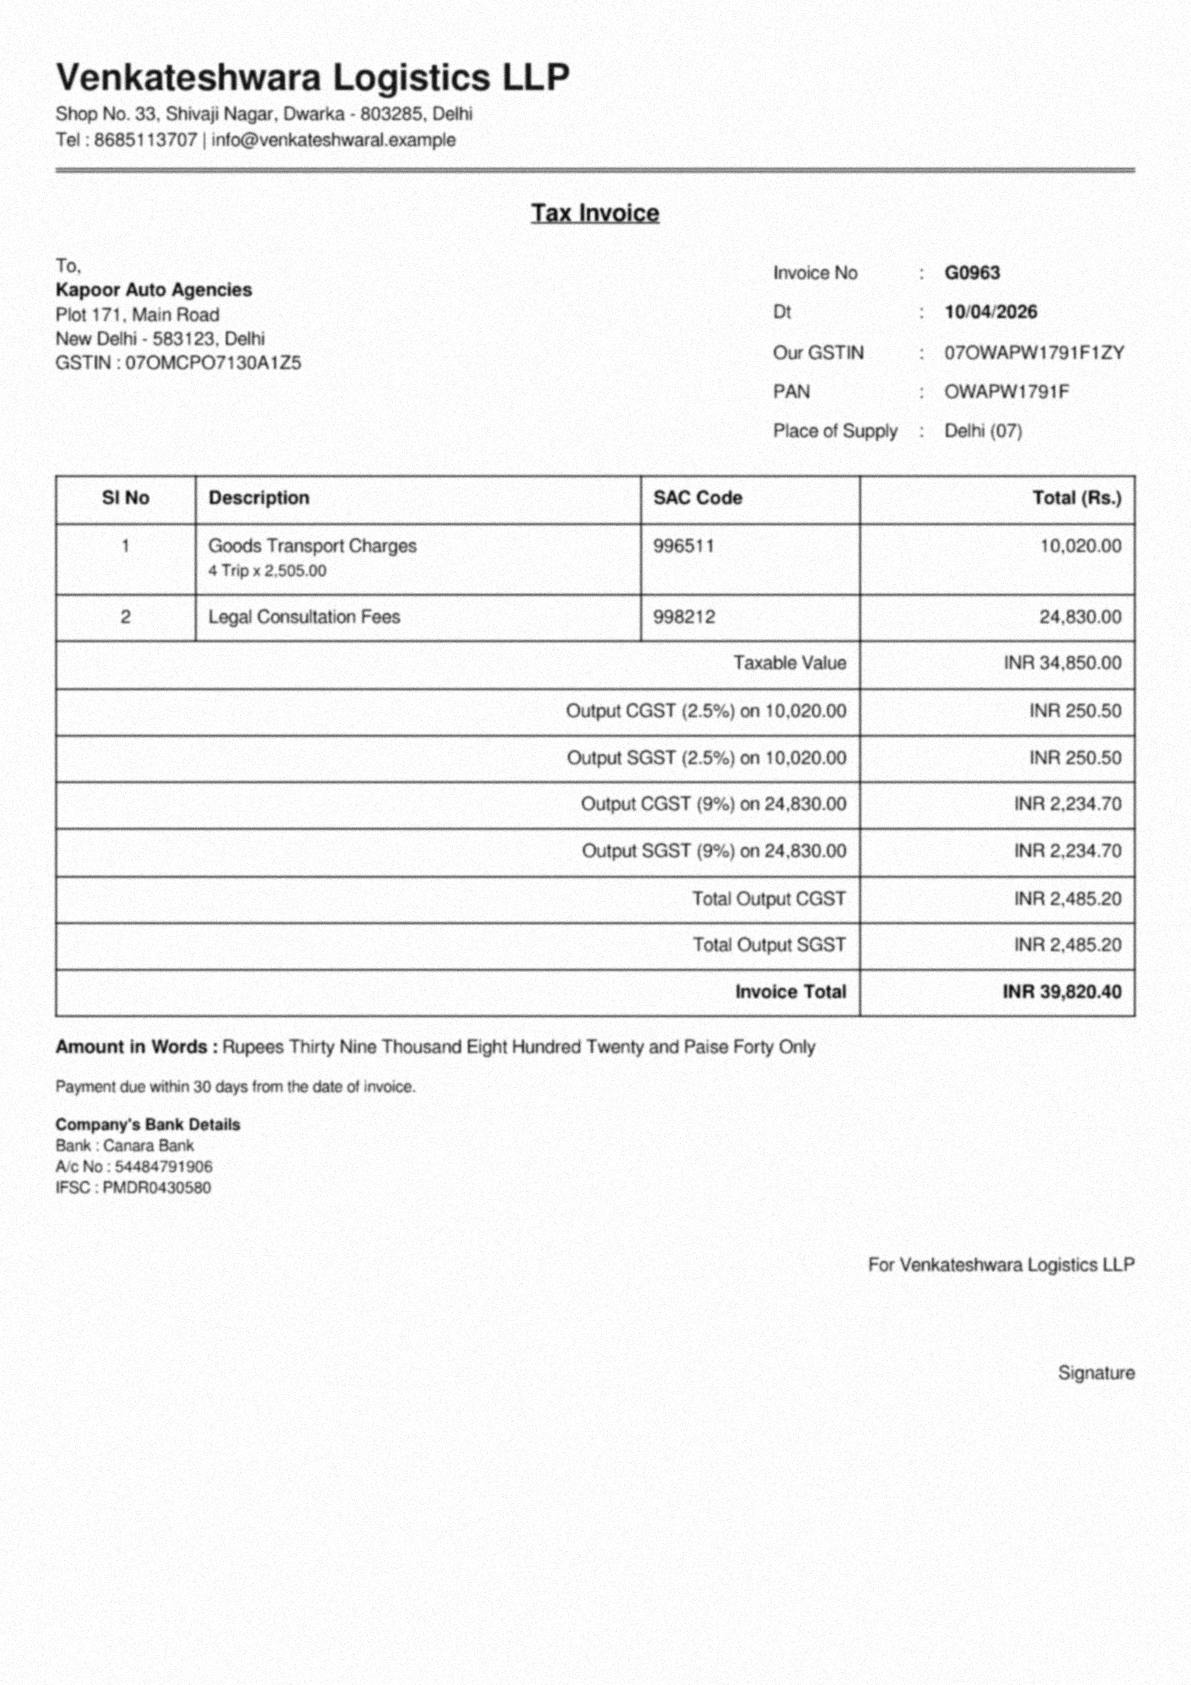 Venkateshwara Logistics LLP
Shop No. 33, Shivaji Nagar, Dwarka - 803285, Delhi
Tel : 8685113707 | info@venkateshwaral.example
Tax Invoice
To,
Kapoor Auto Agencies
Plot 171, Main Road
New Delhi - 583123, Delhi
GSTIN : 07OMCPO7130A1Z5
Invoice No : G0963
Dt : 10/04/2026
Our GSTIN : 07OWAPW1791F1ZY
PAN : OWAPW1791F
Place of Supply : Delhi (07)
Sl No Description SAC Code Total (Rs.)
1 Goods Transport Charges 996511 10,020.00
4 Trip x 2,505.00
2 Legal Consultation Fees 998212 24,830.00
Taxable Value INR 34,850.00
Output CGST (2.5%) on 10,020.00 INR 250.50
Output SGST (2.5%) on 10,020.00 INR 250.50
Output CGST (9%) on 24,830.00 INR 2,234.70
Output SGST (9%) on 24,830.00 INR 2,234.70
Total Output CGST INR 2,485.20
Total Output SGST INR 2,485.20
Invoice Total INR 39,820.40
Amount in Words : Rupees Thirty Nine Thousand Eight Hundred Twenty and Paise Forty Only
Payment due within 30 days from the date of invoice.
Company's Bank Details
Bank : Canara Bank
A/c No : 54484791906
IFSC : PMDR0430580
For Venkateshwara Logistics LLP
Signature